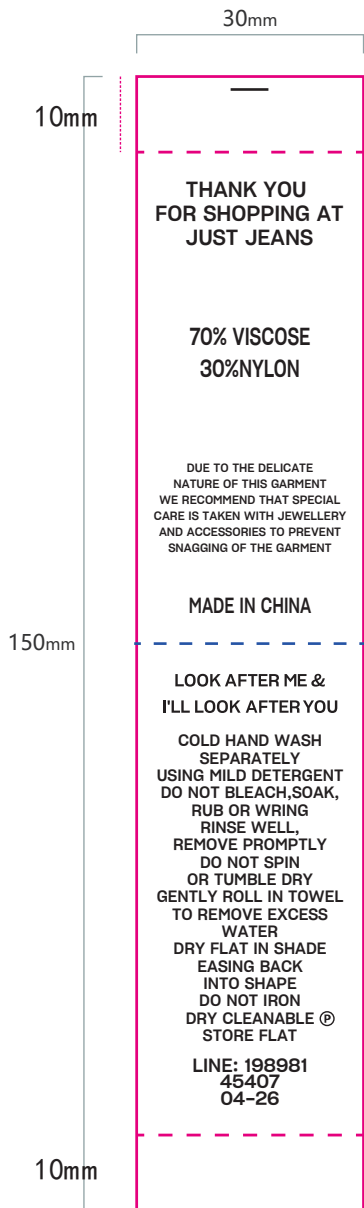 30mm
10mm
THANK YOU
FOR SHOPPING AT
JUST JEANS
70% VISCOSE
30%NYLON
DUE TO THE DELICATE
NATURE OF THIS GARMENT
WE RECOMMEND THAT SPECIAL
CARE IS TAKEN WITH JEWELLERY
AND ACCESSORIES TO PREVENT
SNAGGING OF THE GARMENT
MADE IN CHINA
150mm
LOOK AFTER ME &
I'LL LOOK AFTER YOU
COLD HAND WASH
SEPARATELY
USING MILD DETERGENT
DO NOT BLEACH,SOAK,
RUB OR WRING
RINSE WELL,
REMOVE PROMPTLY
DO NOT SPIN
OR TUMBLE DRY
GENTLY ROLL IN TOWEL
TO REMOVE EXCESS
WATER
DRY FLAT IN SHADE
EASING BACK
INTO SHAPE
DO NOT IRON
DRY CLEANABLE Ⓟ
STORE FLAT
LINE: 198981
45407
04-26
10mm